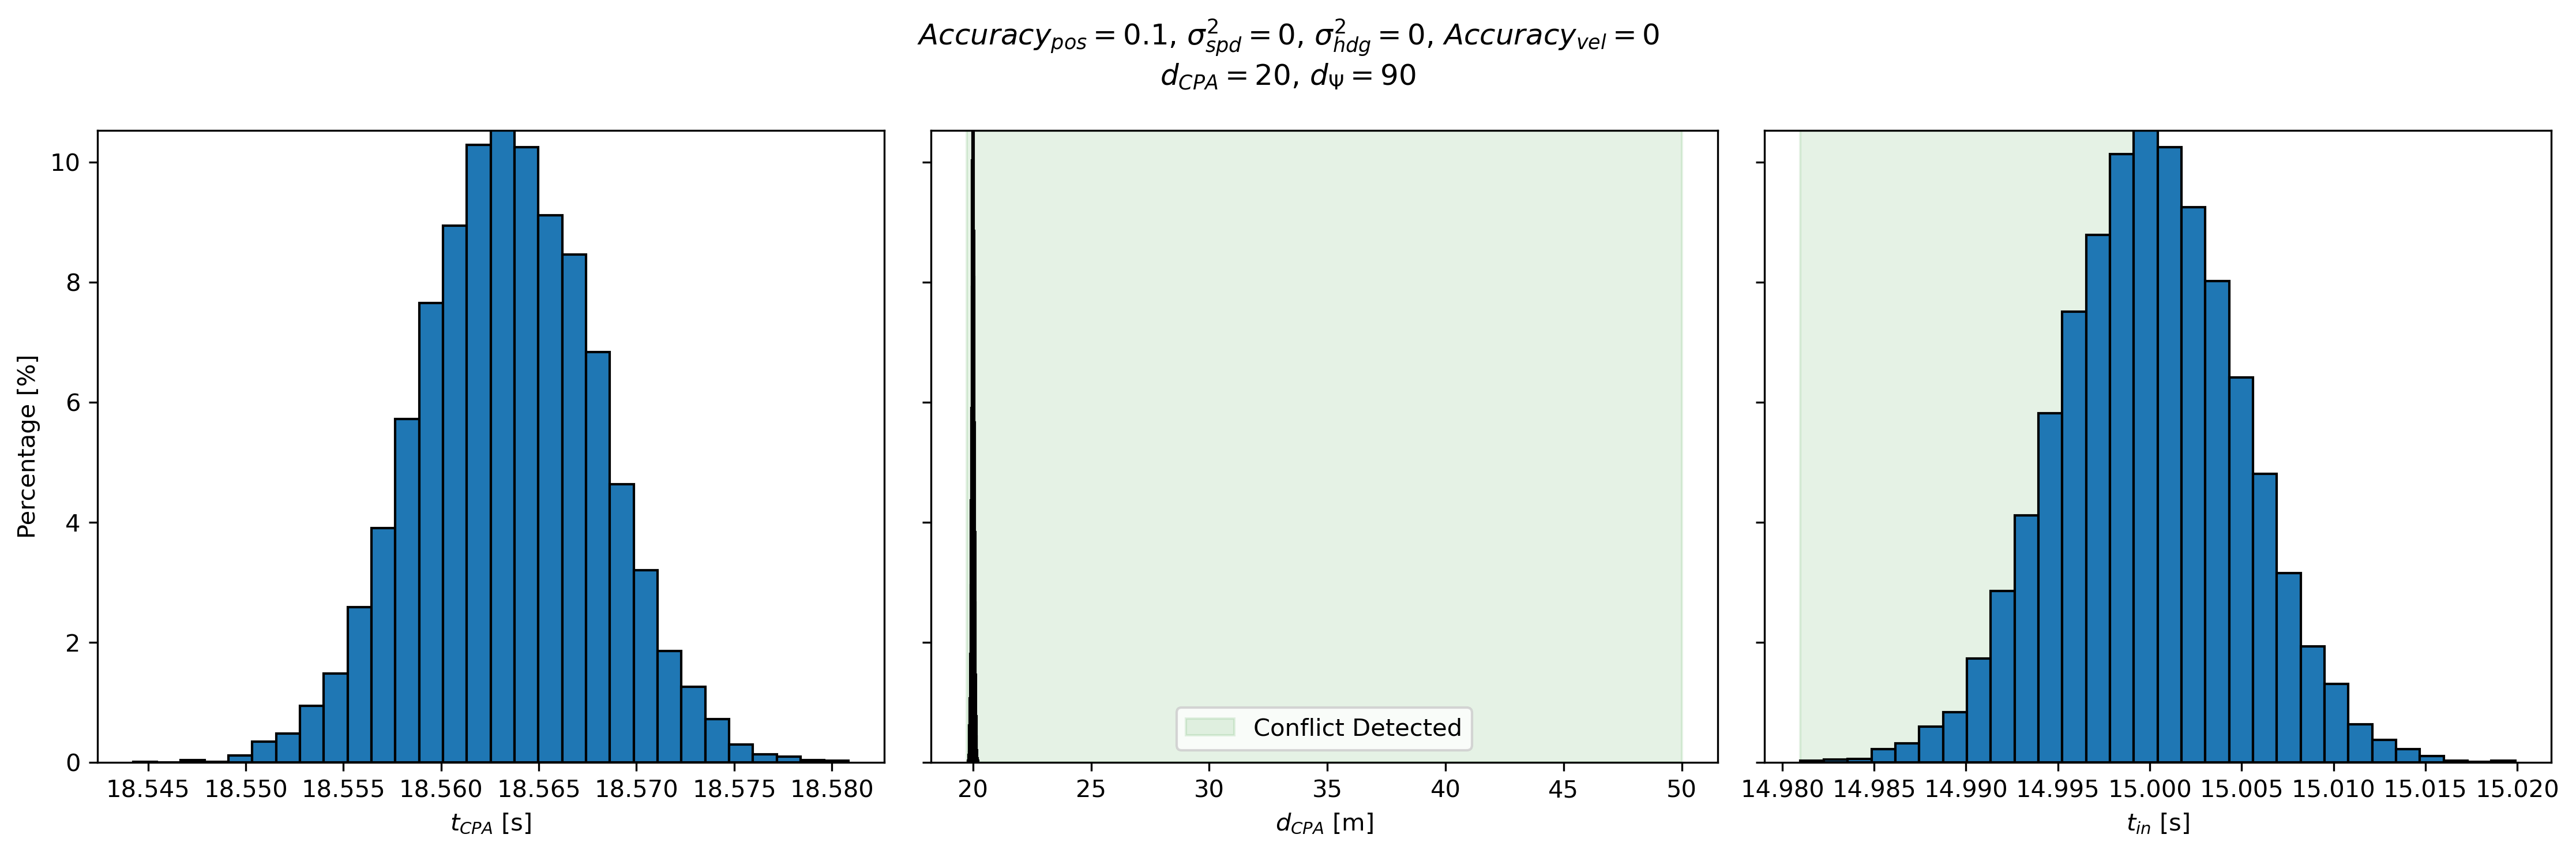 Accuracy_pos = 0.1, σ²_spd = 0, σ²_hdg = 0, Accuracy_vel = 0
d_CPA = 20, d_Ψ = 90
Percentage [%]
10
8
6
4
2
0
18.545 18.550 18.555 18.560 18.565 18.570 18.575 18.580
t_CPA [s]
Conflict Detected
20 25 30 35 40 45 50
d_CPA [m]
14.980 14.985 14.990 14.995 15.000 15.005 15.010 15.015 15.020
t_in [s]